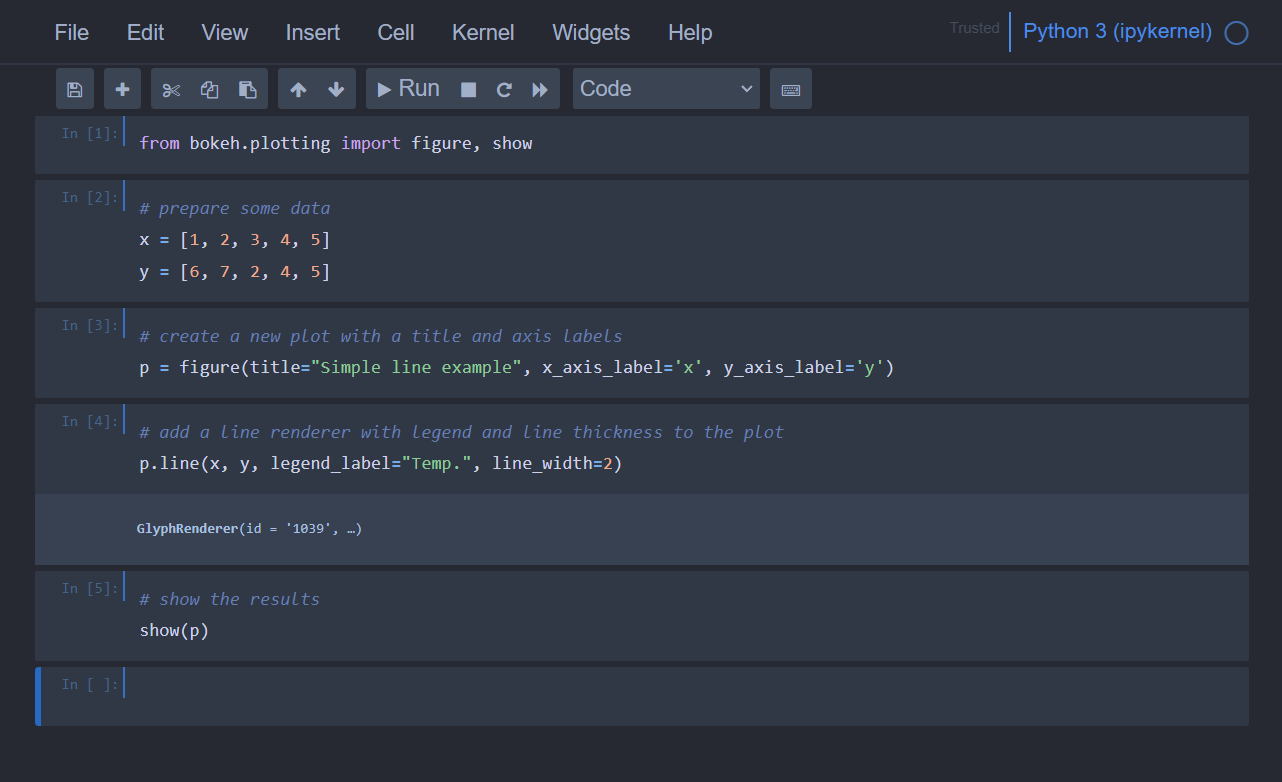 File Edit View Insert Cell Kernel Widgets Help Trusted Python 3 (ipykernel)
Run Code
In [1]: from bokeh.plotting import figure, show
In [2]: # prepare some data
x = [1, 2, 3, 4, 5]
y = [6, 7, 2, 4, 5]
In [3]: # create a new plot with a title and axis labels
p = figure(title="Simple line example", x_axis_label='x', y_axis_label='y')
In [4]: # add a line renderer with legend and line thickness to the plot
p.line(x, y, legend_label="Temp.", line_width=2)
GlyphRenderer(id = '1039', …)
In [5]: # show the results
show(p)
In [ ]: